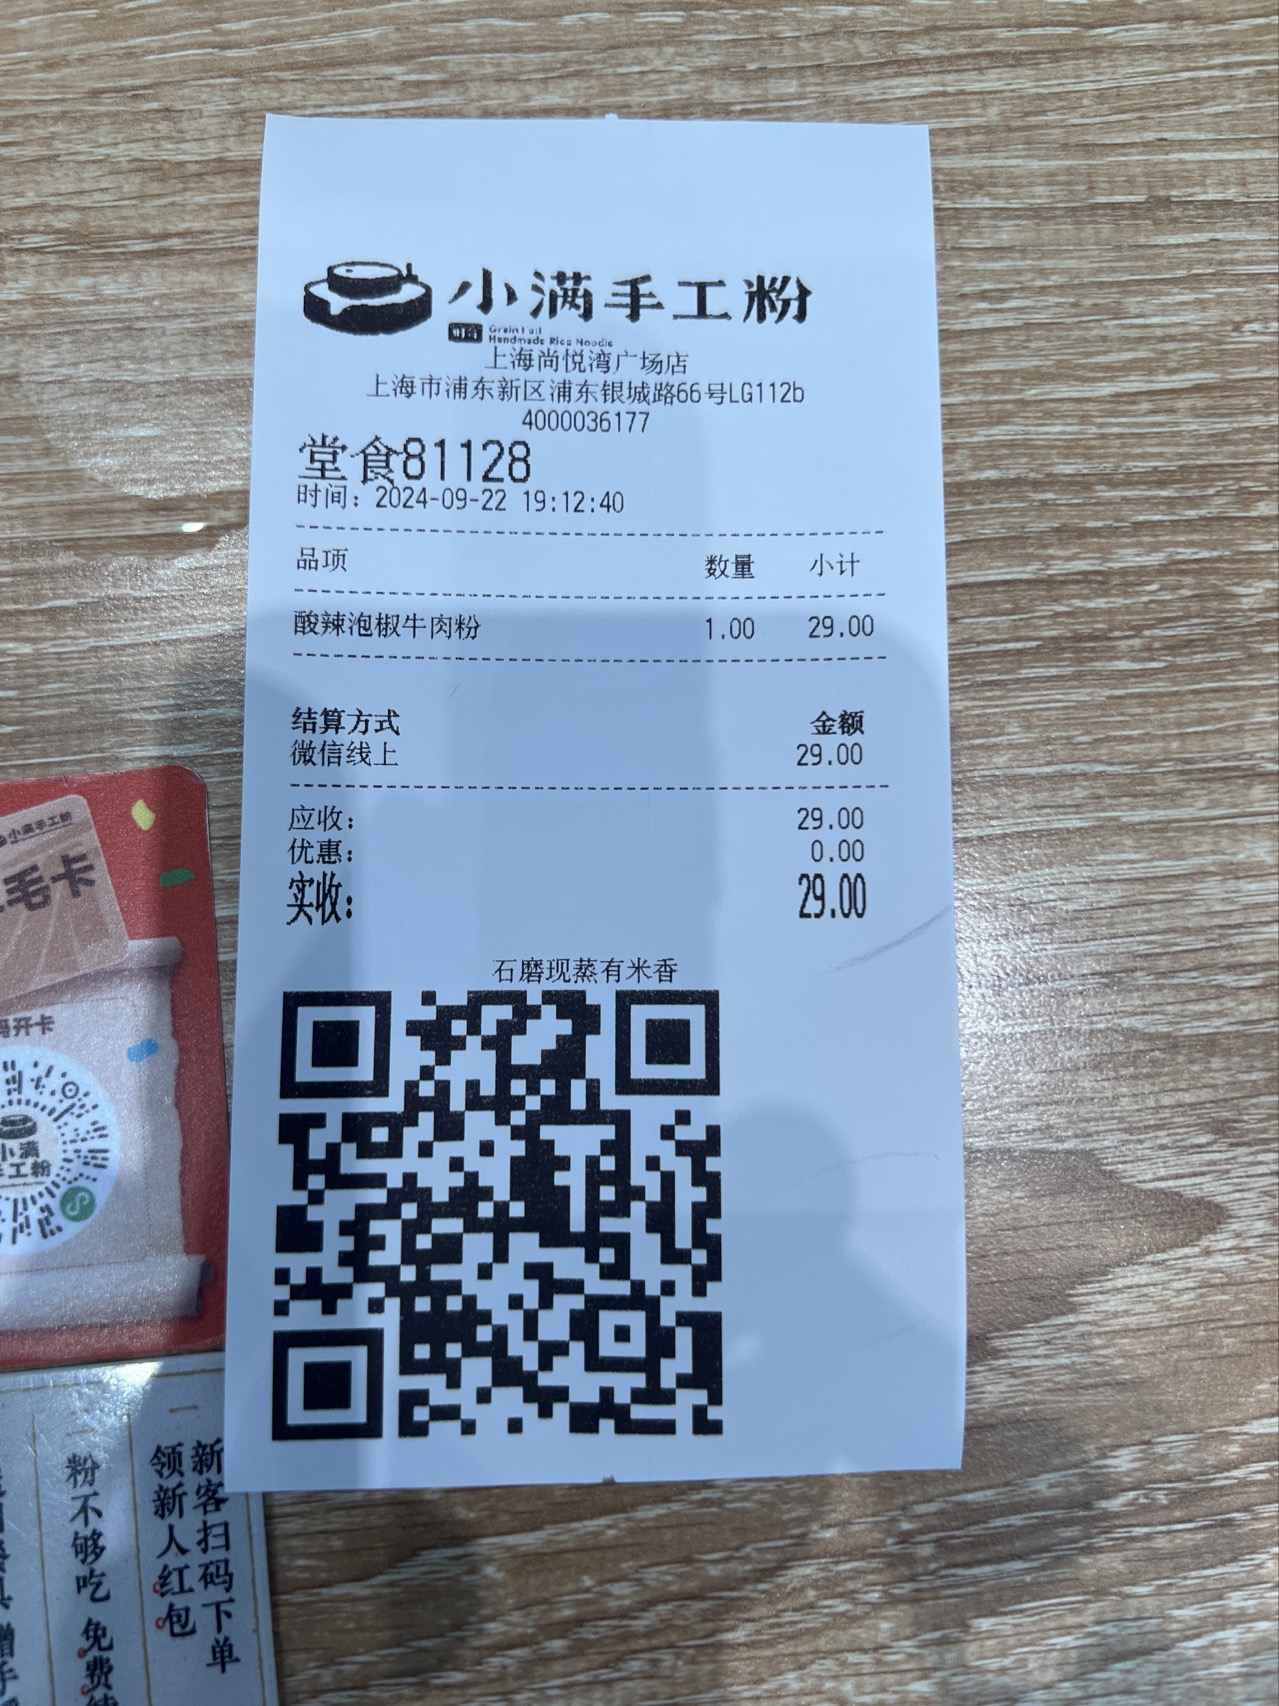 小满手工粉
Handmade Rice Noodle
上海尚悦湾广场店
上海市浦东新区浦东银城路66号LG112b
4000036177
堂食81128
时间：2024-09-22 19:12:40
品项 数量 小计
酸辣泡椒牛肉粉 1.00 29.00
结算方式 金额
微信线上 29.00
应收： 29.00
优惠： 0.00
实收： 29.00
石磨现蒸有米香
小满手工粉
毛卡
开卡
小满
手工粉
一
新客扫码下单
领新人红包
二
粉不够吃 免费